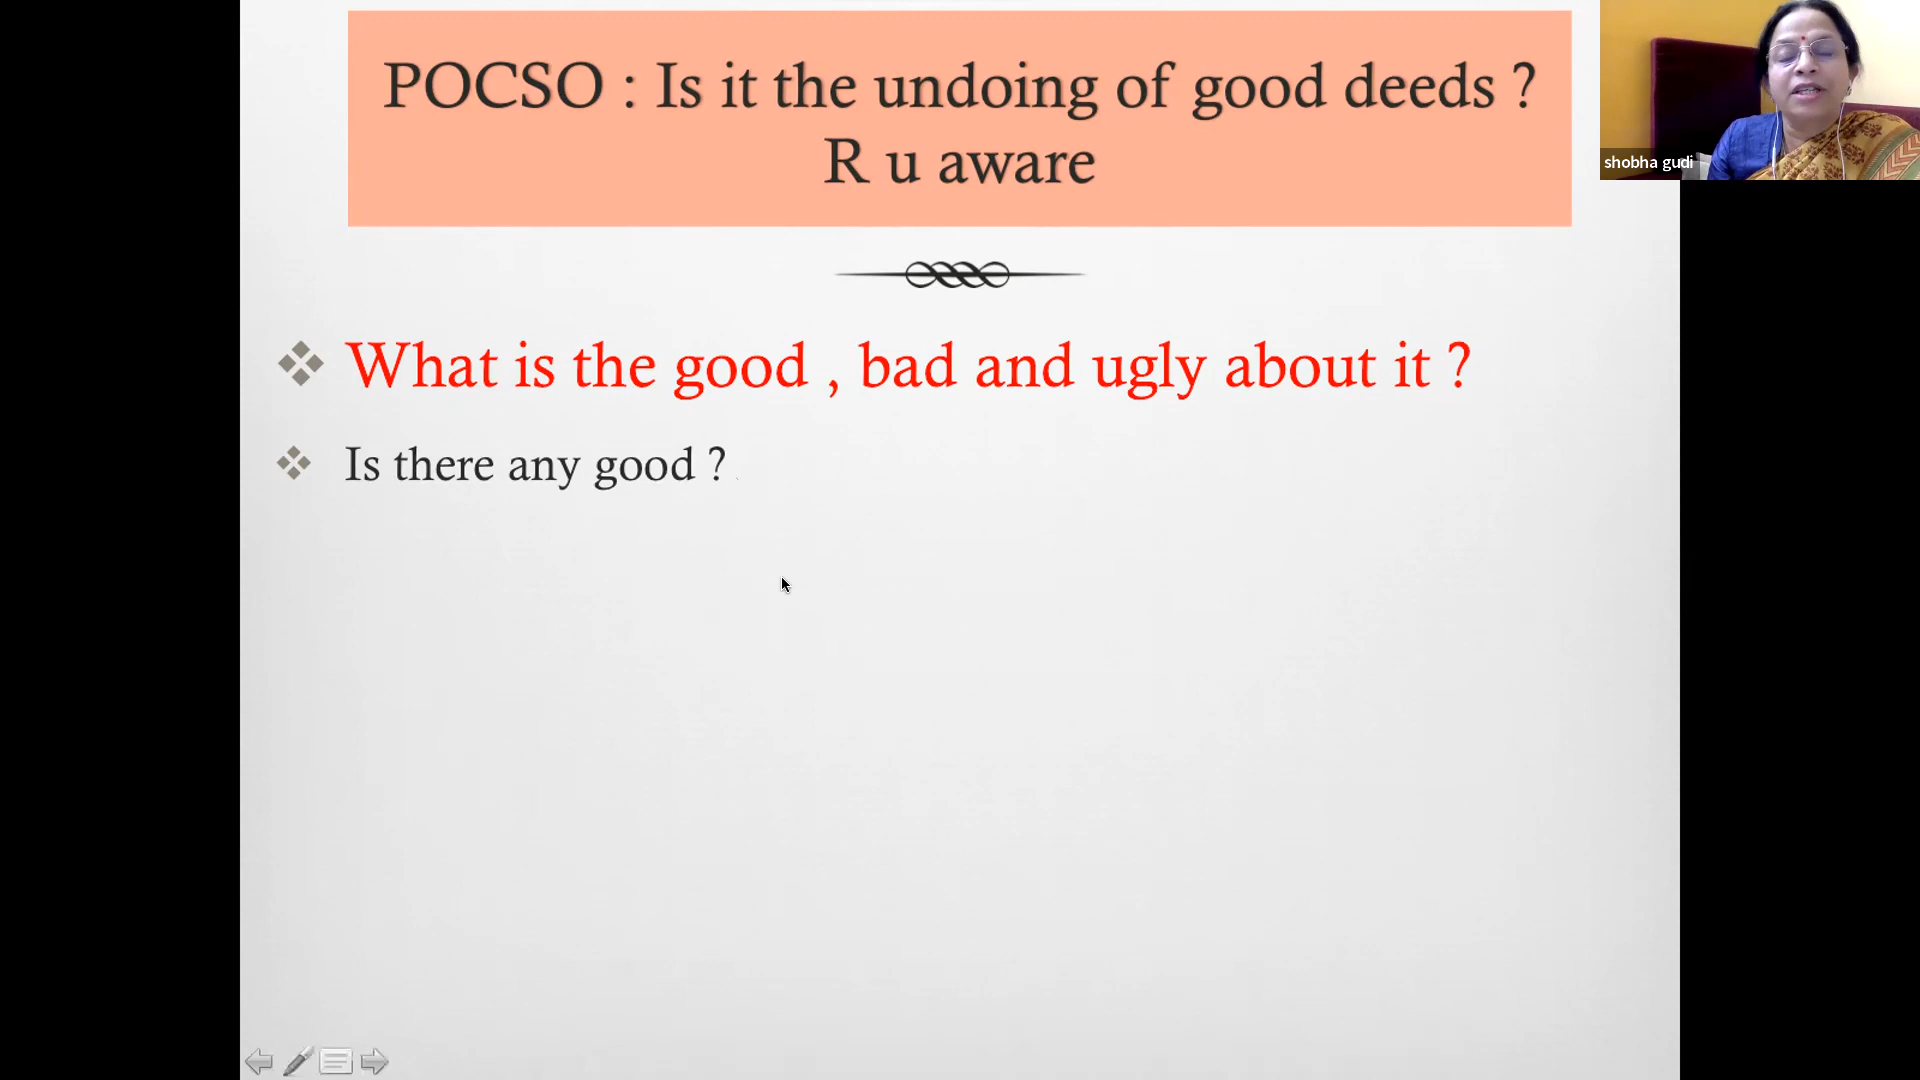 POCSO : Is it the undoing of good deeds ?
R u aware
shobha gudi
What is the good , bad and ugly about it ?
Is there any good ?